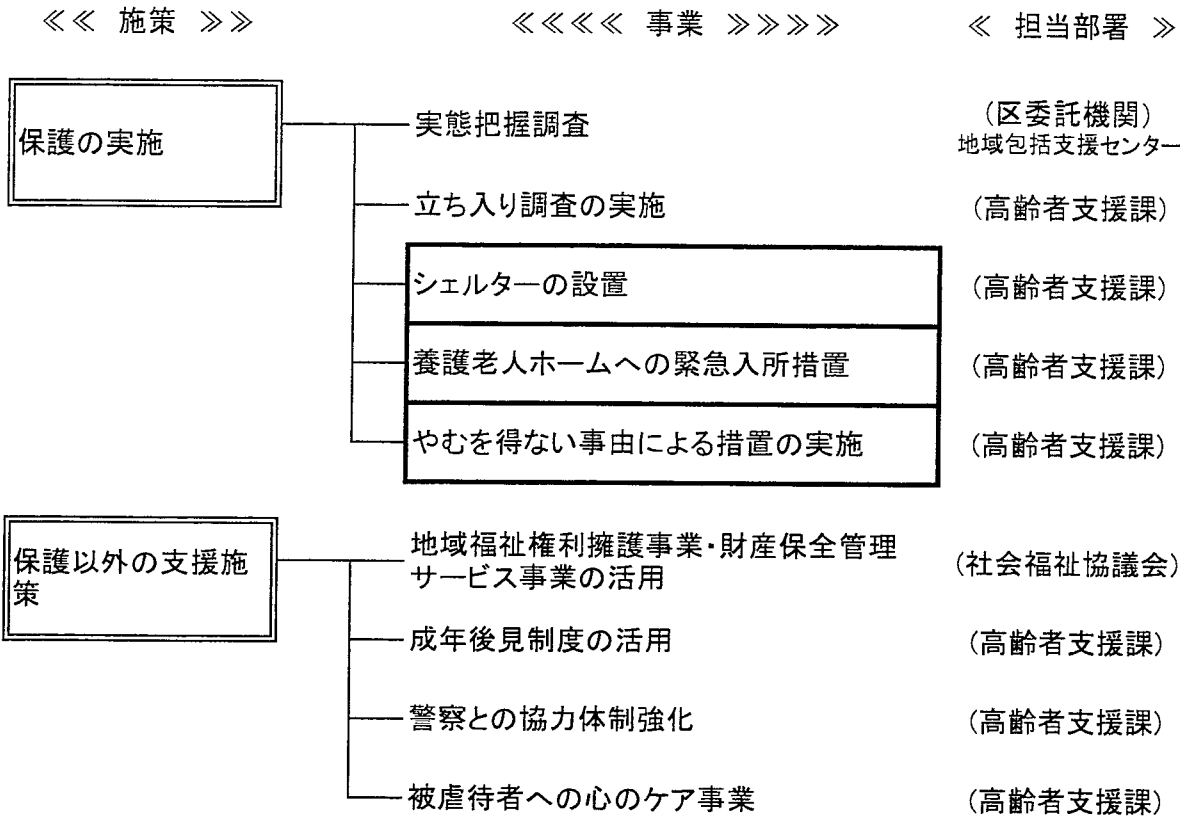 ≪≪ 施策 ≫≫ ≪≪≪≪ 事業 ≫≫≫≫ ≪ 担当部署 ≫
保護の実施
実態把握調査
（区委託機関）
地域包括支援センター
立ち入り調査の実施
（高齢者支援課）
シェルターの設置
（高齢者支援課）
養護老人ホームへの緊急入所措置
（高齢者支援課）
やむを得ない事由による措置の実施
（高齢者支援課）
保護以外の支援施
策
地域福祉権利擁護事業・財産保全管理
サービス事業の活用
（社会福祉協議会）
成年後見制度の活用
（高齢者支援課）
警察との協力体制強化
（高齢者支援課）
被虐待者への心のケア事業
（高齢者支援課）